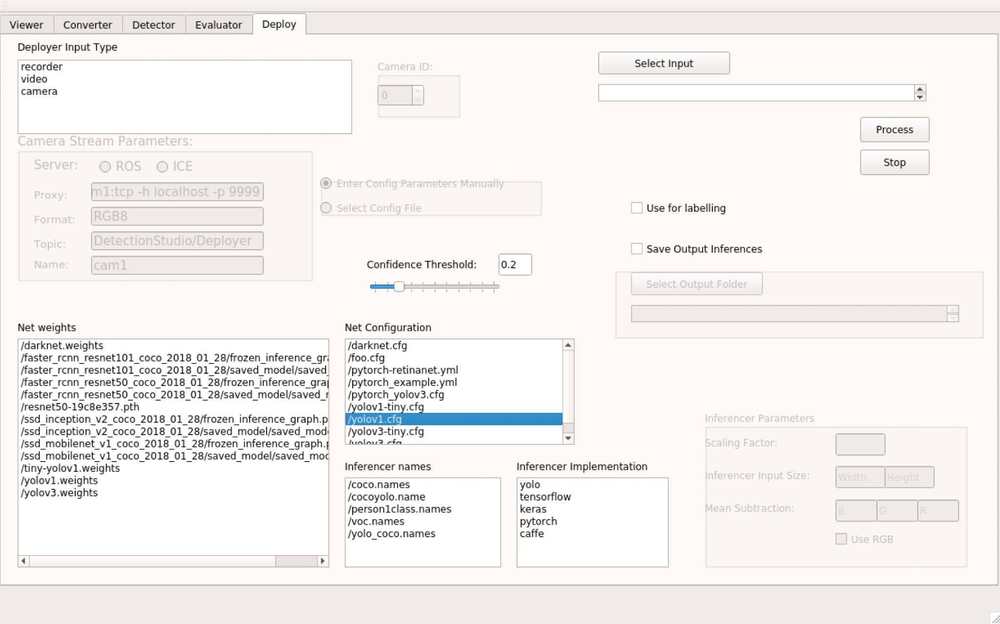 Viewer Converter Detector Evaluator Deploy
Deployer Input Type
recorder
video
camera
Camera ID:
0
Select Input
Process
Stop
Camera Stream Parameters:
Server: ROS ICE
Proxy: m1:tcp -h localhost -p 9999
Format: RGB8
Topic: DetectionStudio/Deployer
Name: cam1
Enter Config Parameters Manually
Select Config File
Confidence Threshold: 0.2
Use for labelling
Save Output Inferences
Select Output Folder
Net weights
/darknet.weights
/faster_rcnn_resnet101_coco_2018_01_28/frozen_inference_gra
/faster_rcnn_resnet101_coco_2018_01_28/saved_model/saved_
/faster_rcnn_resnet50_coco_2018_01_28/frozen_inference_grap
/faster_rcnn_resnet50_coco_2018_01_28/saved_model/saved_r
/resnet50-19c8e357.pth
/ssd_inception_v2_coco_2018_01_28/frozen_inference_graph.p
/ssd_inception_v2_coco_2018_01_28/saved_model/saved_mode
/ssd_mobilenet_v1_coco_2018_01_28/frozen_inference_graph.p
/ssd_mobilenet_v1_coco_2018_01_28/saved_model/saved_mod
/tiny-yolov1.weights
/yolov1.weights
/yolov3.weights
Net Configuration
/darknet.cfg
/foo.cfg
/pytorch-retinanet.yml
/pytorch_example.yml
/pytorch_yolov3.cfg
/yolov1-tiny.cfg
/yolov1.cfg
/yolov3-tiny.cfg
/yolov3.cfg
Inferencer names
/coco.names
/cocoyolo.name
/person1class.names
/voc.names
/yolo_coco.names
Inferencer Implementation
yolo
tensorflow
keras
pytorch
caffe
Inferencer Parameters
Scaling Factor:
Inferencer Input Size: Width Height
Mean Subtraction: B G R
Use RGB